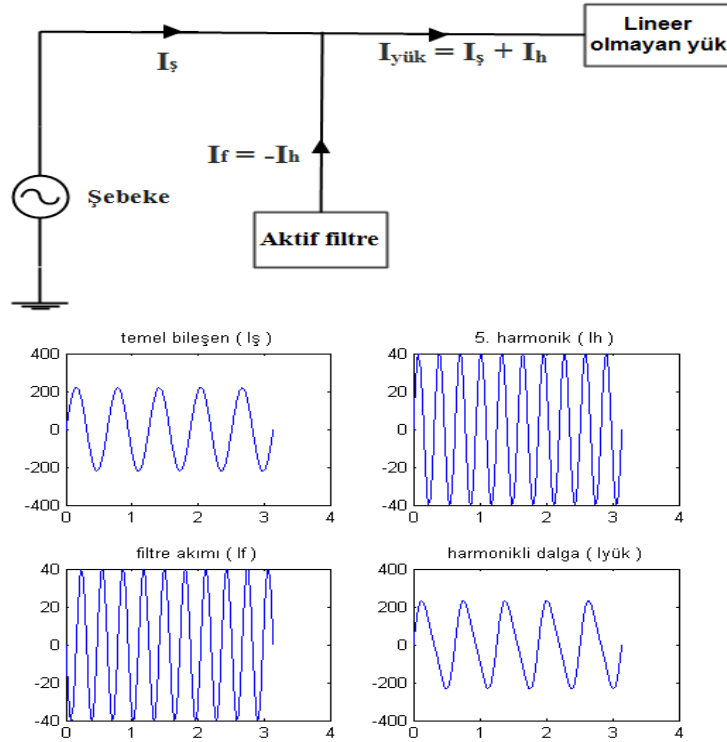 Lineer
olmayan yük
Iş
Iyük = Iş + Ih
If = -Ih
Şebeke
Aktif filtre
temel bileşen ( Iş )
400
200
0
-200
-400
0 1 2 3 4
5. harmonik ( Ih )
40
20
0
20
-40
0 1 2 3 4
filtre akımı ( If )
40
20
0
-20
-40
0 1 2 3 4
harmonikli dalga ( Iyük )
400
200
0
-200
-400
0 1 2 3 4